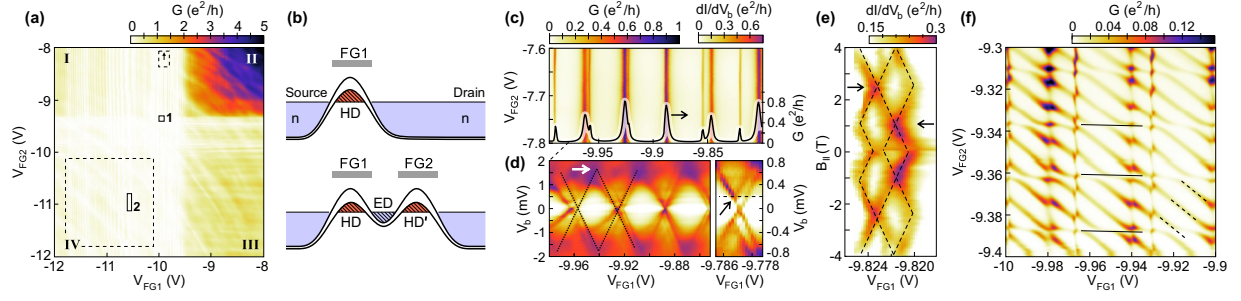 (a)
G (e²/h)
0 1 2 3 4 5
I
II
III
IV
1
2
-8
-9
-10
-11
-12
V_FG2 (V)
-12 -11 -10 -9 -8
V_FG1 (V)
(b)
FG1
Source
Drain
n
n
HD
FG1
FG2
ED
HD
HD'
(c)
G (e²/h)
0 0.2 0.4 0.6 0.8 1
dI/dV_b (e²/h)
0 0.2 0.4 0.6
-7.6
-7.7
-7.8
V_FG2 (V)
0.8
0.4
0
G (e²/h)
-9.95 -9.9 -9.85
(d)
2
1
0
-1
-2
V_b (mV)
-9.96 -9.92 -9.88
V_FG1 (V)
0.8
0.4
0
-0.4
-0.8
V_b (mV)
-9.786 -9.778
V_FG1 (V)
(e)
dI/dV_b (e²/h)
0.15 0.3
4
2
0
-2
-4
B_II (T)
-9.824 -9.820
V_FG1 (V)
(f)
G (e²/h)
0 0.04 0.08 0.12
-9.3
-9.34
-9.36
-9.38
-9.4
V_FG2 (V)
-10 -9.98 -9.96 -9.94 -9.92 -9.9
V_FG1 (V)